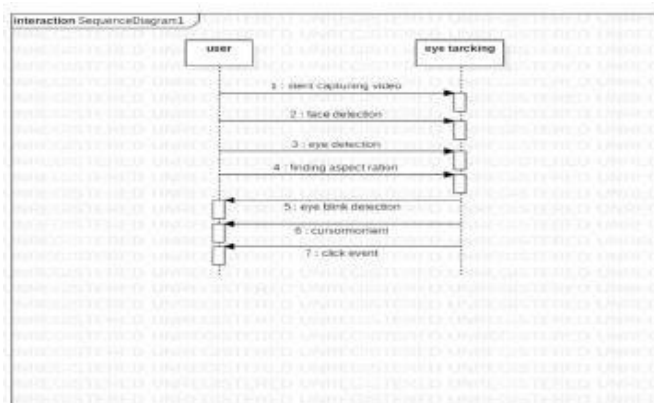 interaction SequenceDiagram1
user
eye tarcking
1 : capturing video
2 : face detection
3 : eye detection
4 : finding aspect ration
5 : eye blink detection
6 : cursormoment
7 : click event
UNREGISTERED